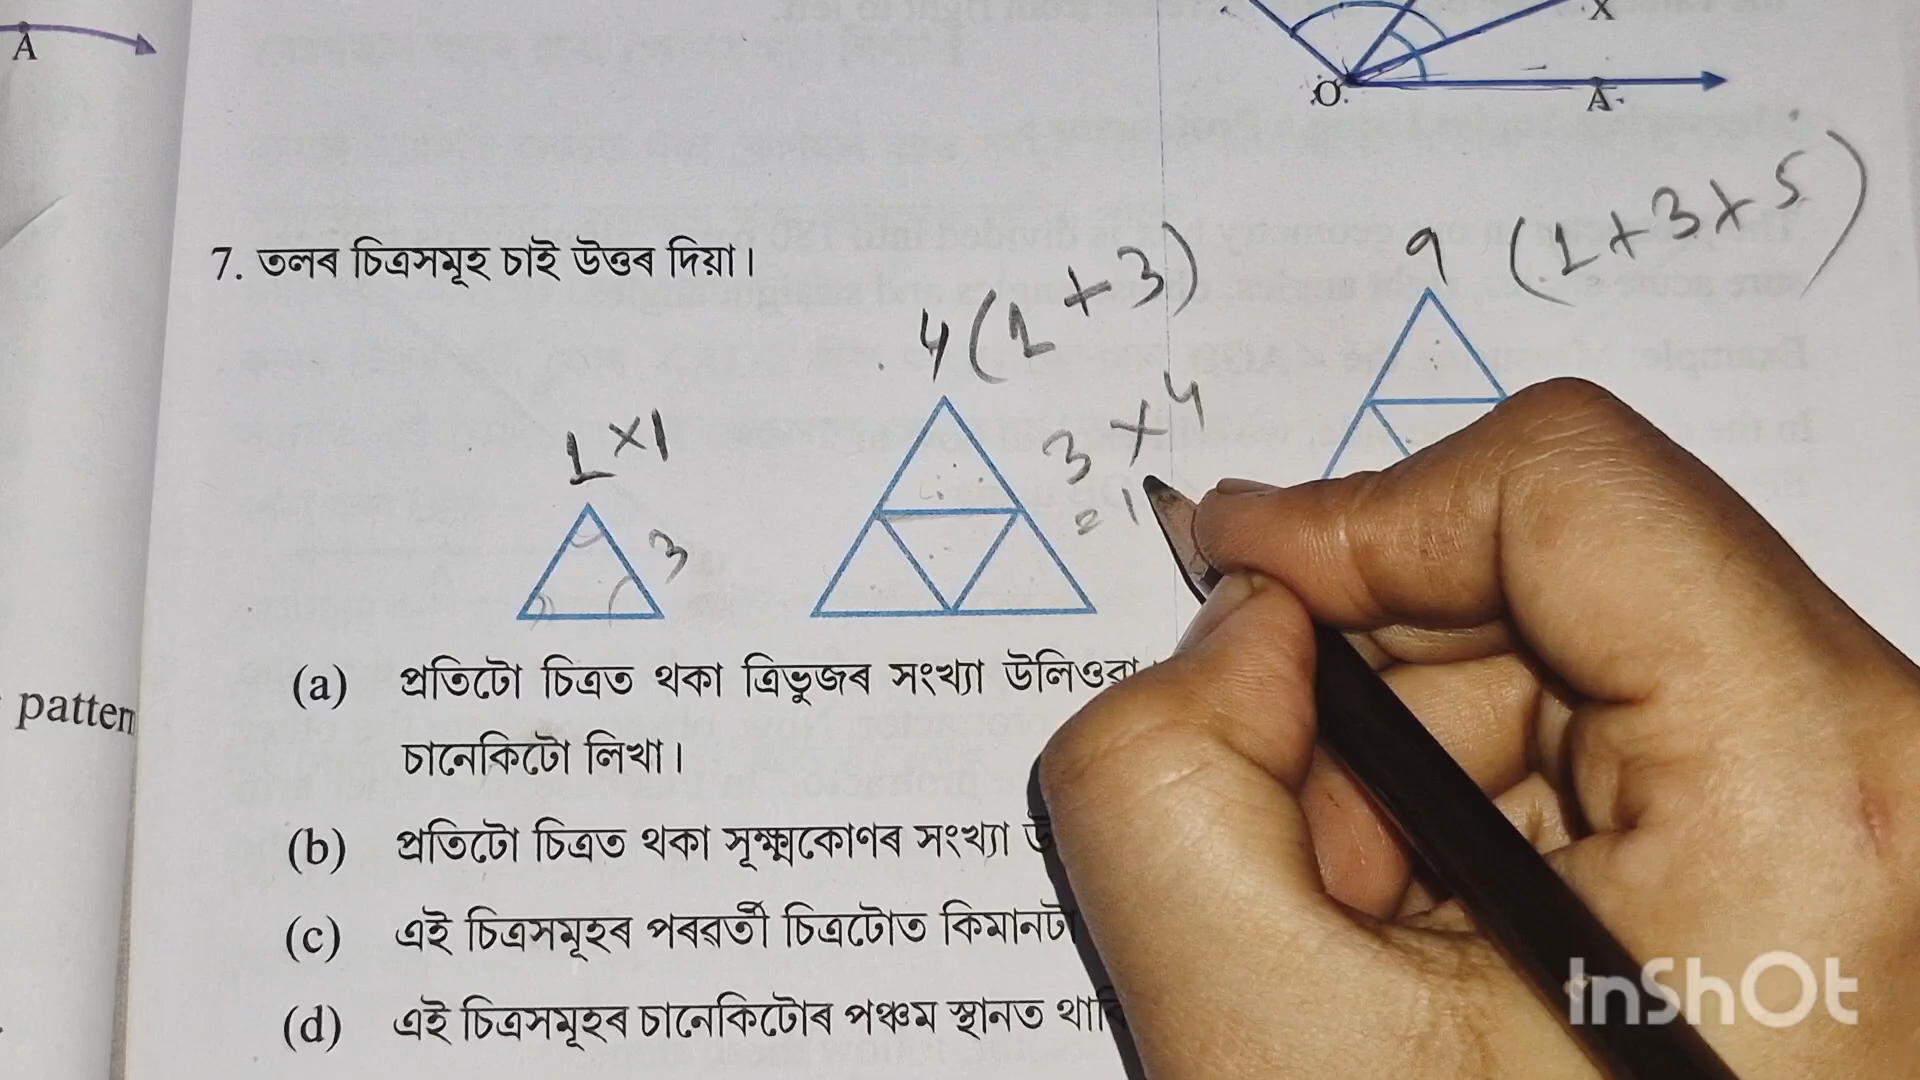 A
X
O
A
7. তলৰ চিত্ৰসমূহ চাই উত্তৰ দিয়া।
9 (1+3+5)
4 (1+3)
1×1
3×4
3
=1
(a) প্ৰতিটো চিত্ৰত থকা ত্ৰিভুজৰ সংখ্যা উলিওৱা।
চানেকিটো লিখা।
pattern
(b) প্ৰতিটো চিত্ৰত থকা সূক্ষ্মকোণৰ সংখ্যা
(c) এই চিত্ৰসমূহৰ পৰৱৰ্তী চিত্ৰটোত কিমানটা
(d) এই চিত্ৰসমূহৰ চানেকিটোৰ পঞ্চম স্থানত
InShOt